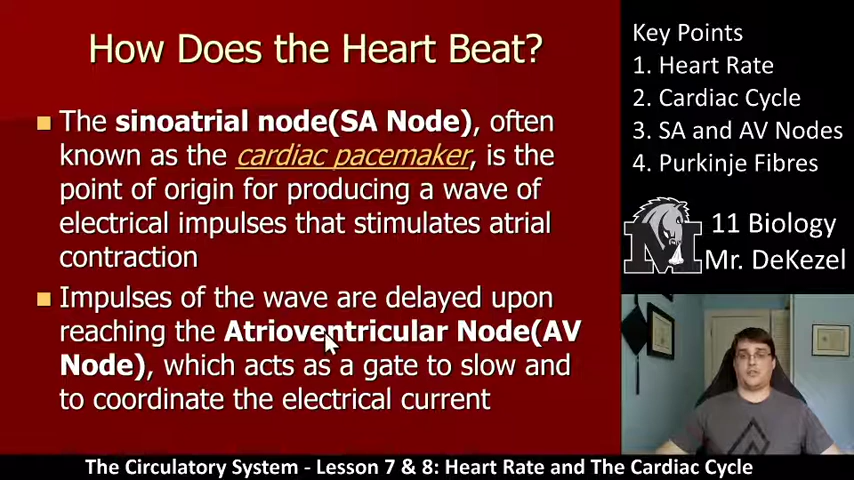 How Does the Heart Beat?
The sinoatrial node(SA Node), often
known as the cardiac pacemaker, is the
point of origin for producing a wave of
electrical impulses that stimulates atrial
contraction
Impulses of the wave are delayed upon
reaching the Atrioventricular Node(AV
Node), which acts as a gate to slow and
to coordinate the electrical current
Key Points
1. Heart Rate
2. Cardiac Cycle
3. SA and AV Nodes
4. Purkinje Fibres
M
11 Biology
Mr. DeKezel
The Circulatory System - Lesson 7 & 8: Heart Rate and The Cardiac Cycle